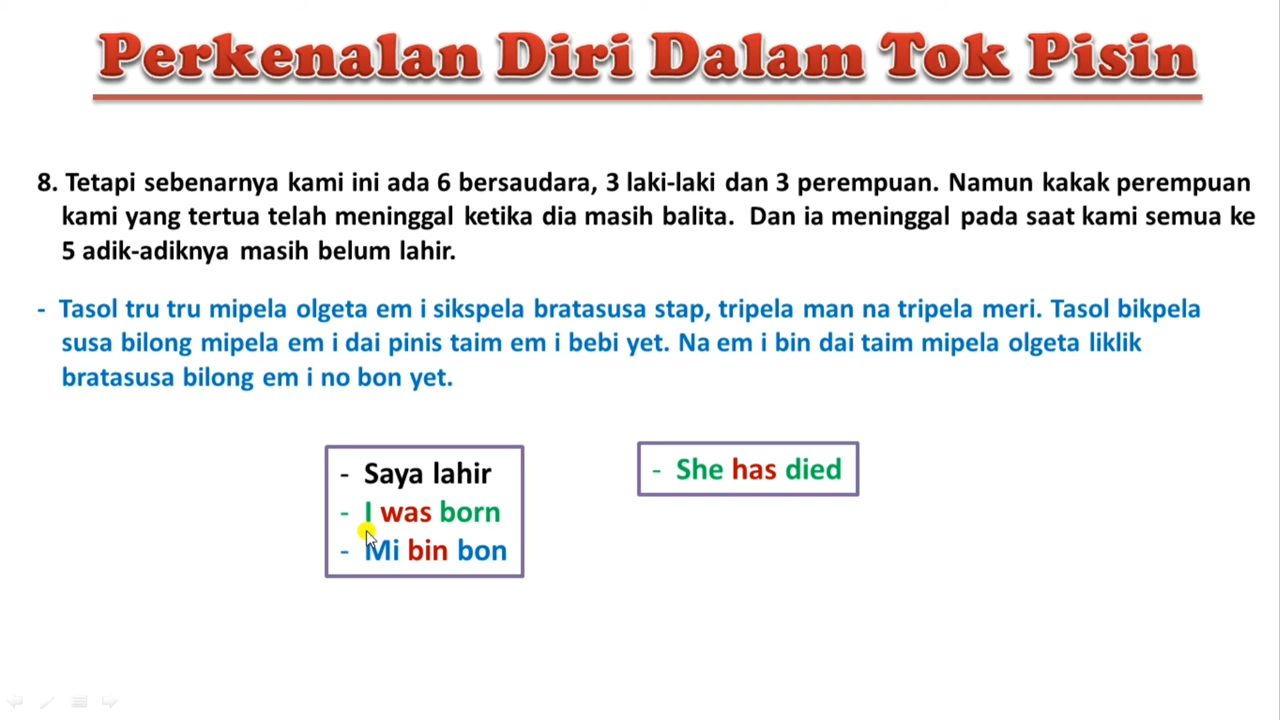 Perkenalan Diri Dalam Tok Pisin
8. Tetapi sebenarnya kami ini ada 6 bersaudara, 3 laki-laki dan 3 perempuan. Namun kakak perempuan
kami yang tertua telah meninggal ketika dia masih balita. Dan ia meninggal pada saat kami semua ke
5 adik-adiknya masih belum lahir.
- Tasol tru tru mipela olgeta em i sikspela bratasusa stap, tripela man na tripela meri. Tasol bikpela
susa bilong mipela em i dai pinis taim em i bebi yet. Na em i bin dai taim mipela olgeta liklik
bratasusa bilong em i no bon yet.
- Saya lahir
- I was born
- Mi bin bon
- She has died